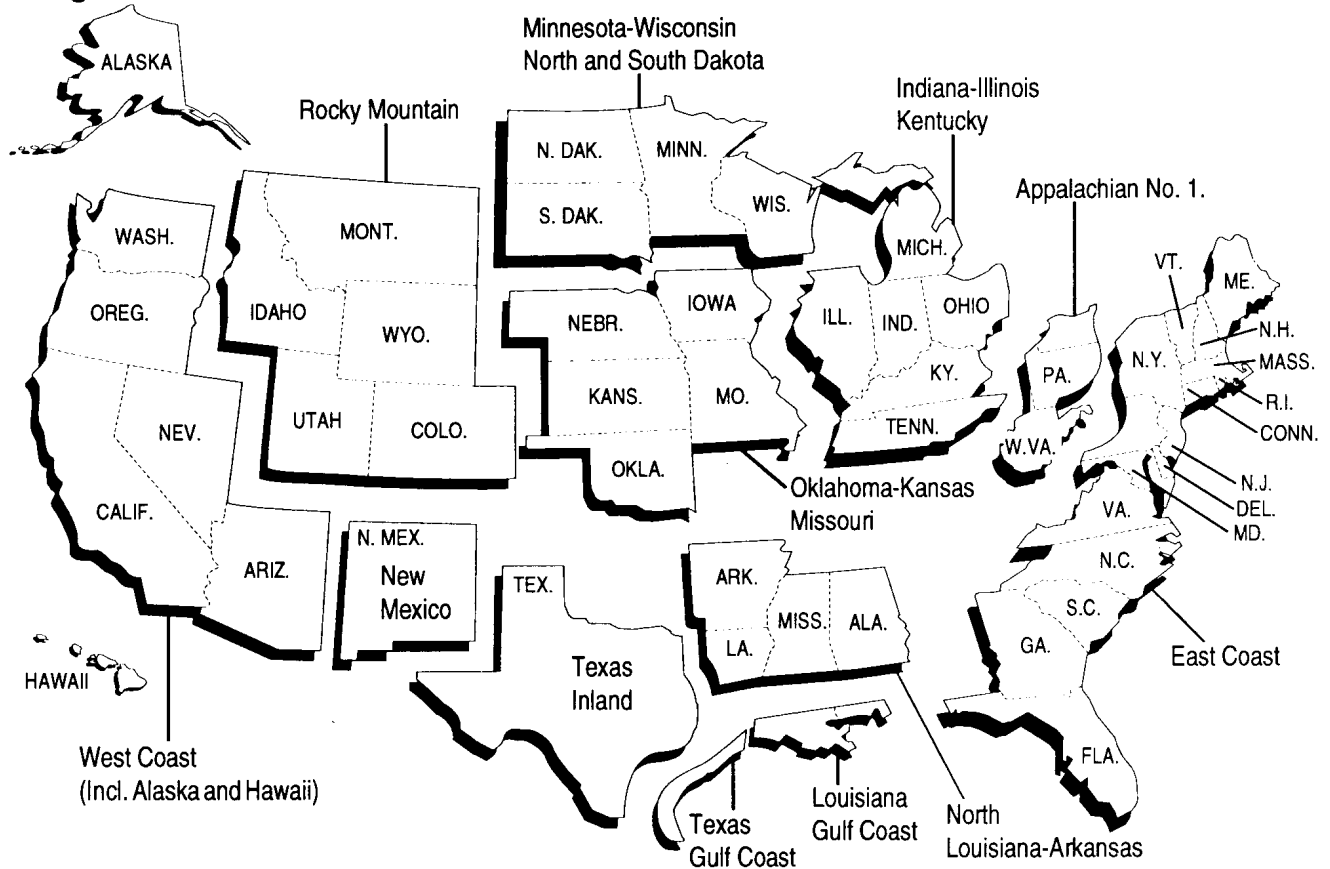 ALASKA
Minnesota-Wisconsin
North and South Dakota
Rocky Mountain
Indiana-Illinois
Kentucky
Appalachian No. 1.
N. DAK.
MINN.
S. DAK.
WIS.
WASH.
MONT.
MICH.
VT.
ME.
OREG.
IDAHO
WYO.
NEBR.
IOWA
ILL.
IND.
OHIO
N.Y.
N.H.
MASS.
PA.
KY.
R.I.
CONN.
NEV.
UTAH
COLO.
KANS.
MO.
TENN.
W.VA.
OKLA.
Oklahoma-Kansas
Missouri
N.J.
DEL.
MD.
VA.
CALIF.
ARIZ.
N. MEX.
New
Mexico
TEX.
Texas
Inland
ARK.
LA.
MISS.
ALA.
N.C.
S.C.
GA.
East Coast
HAWAII
FLA.
West Coast
(Incl. Alaska and Hawaii)
Texas
Gulf Coast
Louisiana
Gulf Coast
North
Louisiana-Arkansas